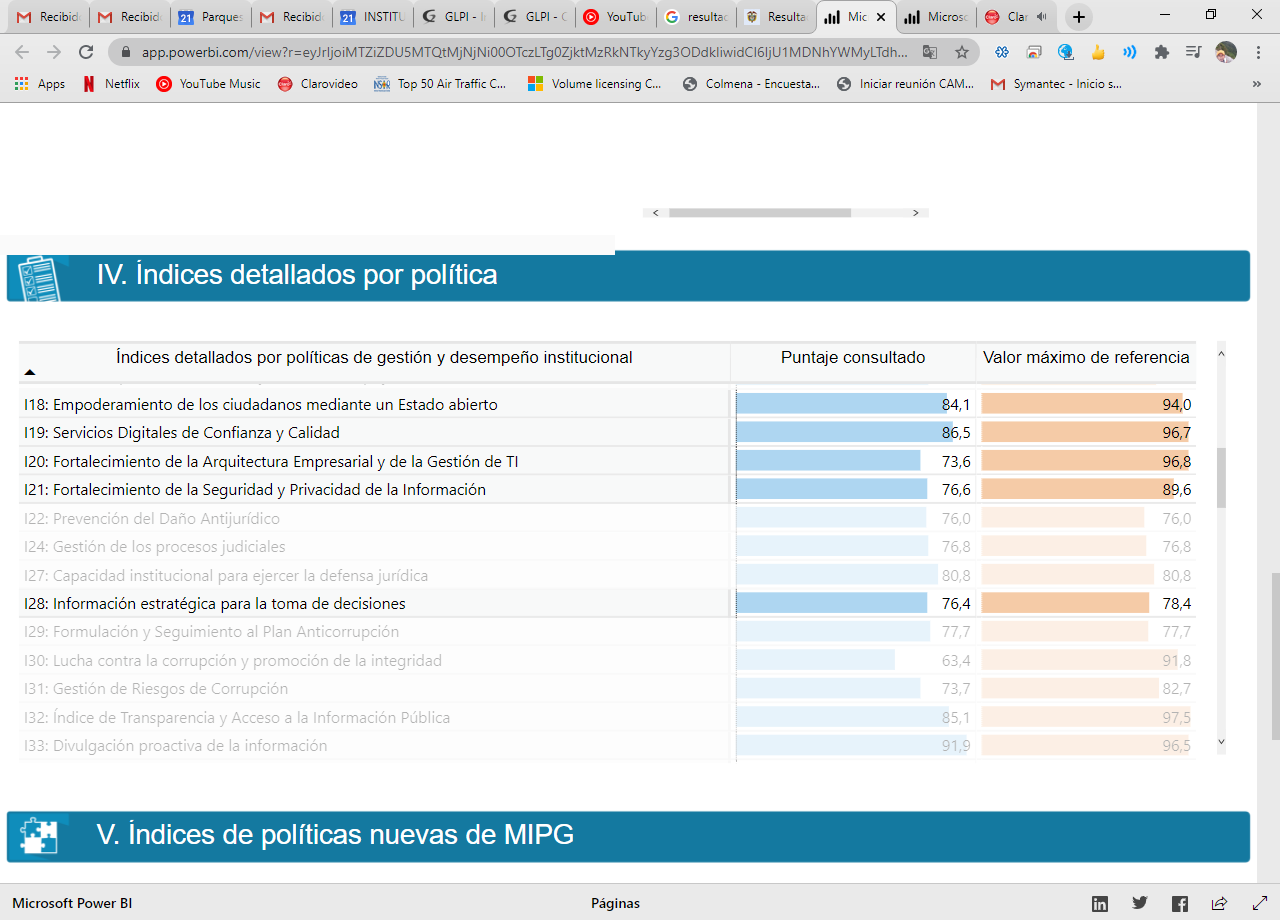 Recibid Recibid Parques Recibid INSTITU GLPI - I GLPI - C YouTub resultac Resulta Mic Micros Clar
app.powerbi.com/view?r=eyJrIjoiMTZiZDU5MTQtMjNjNi00OTczLTg0ZjktMzRkNTkyYzg3ODdkIiwidCI6IjU1MDNhYWMyLTdh...
Apps Netflix YouTube Music Clarovideo Top 50 Air Traffic C... Volume licensing C... Colmena - Encuesta... Iniciar reunión CAM... Symantec - Inicio s... »
IV. Índices detallados por política
Índices detallados por políticas de gestión y desempeño institucional Puntaje consultado Valor máximo de referencia
I18: Empoderamiento de los ciudadanos mediante un Estado abierto 84,1 94,0
I19: Servicios Digitales de Confianza y Calidad 86,5 96,7
I20: Fortalecimiento de la Arquitectura Empresarial y de la Gestión de TI 73,6 96,8
I21: Fortalecimiento de la Seguridad y Privacidad de la Información 76,6 89,6
I22: Prevención del Daño Antijurídico 76,0 76,0
I24: Gestión de los procesos judiciales 76,8 76,8
I27: Capacidad institucional para ejercer la defensa jurídica 80,8 80,8
I28: Información estratégica para la toma de decisiones 76,4 78,4
I29: Formulación y Seguimiento al Plan Anticorrupción 77,7 77,7
I30: Lucha contra la corrupción y promoción de la integridad 63,4 91,8
I31: Gestión de Riesgos de Corrupción 73,7 82,7
I32: Índice de Transparencia y Acceso a la Información Pública 85,1 97,5
I33: Divulgación proactiva de la información 91,9 96,5
V. Índices de políticas nuevas de MIPG
Microsoft Power BI Páginas